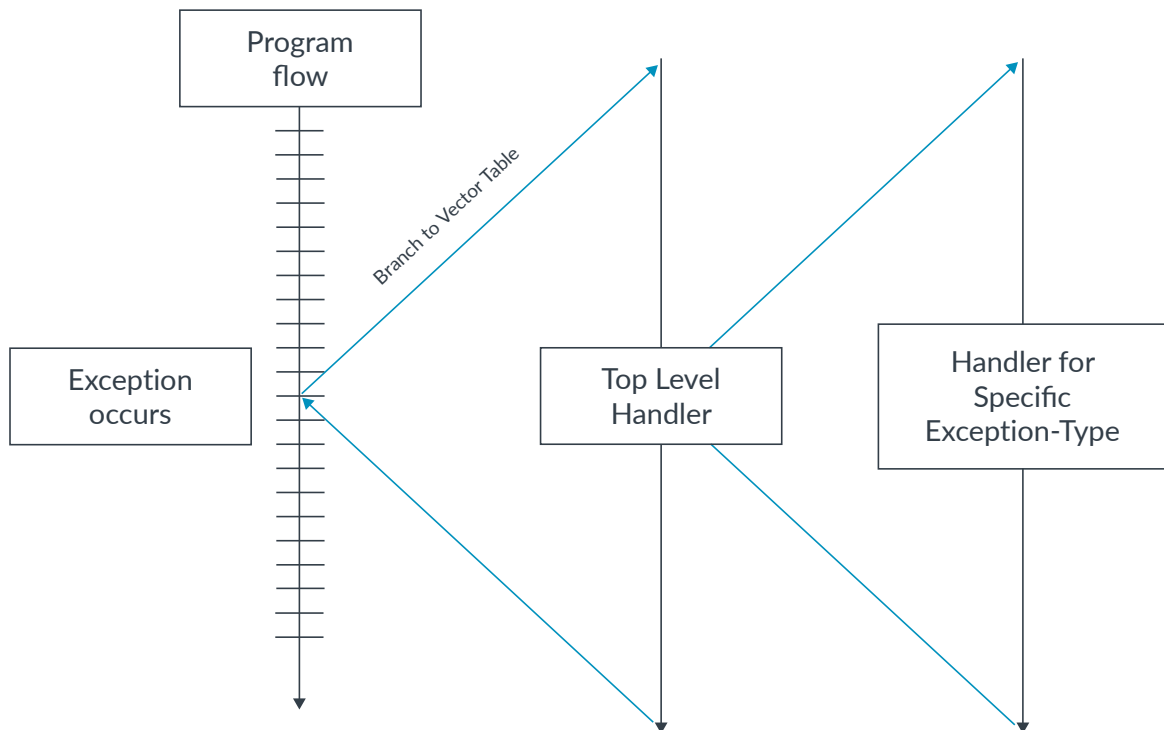 Program
flow
Branch to Vector Table
Exception
occurs
Top Level
Handler
Handler for
Specific
Exception-Type